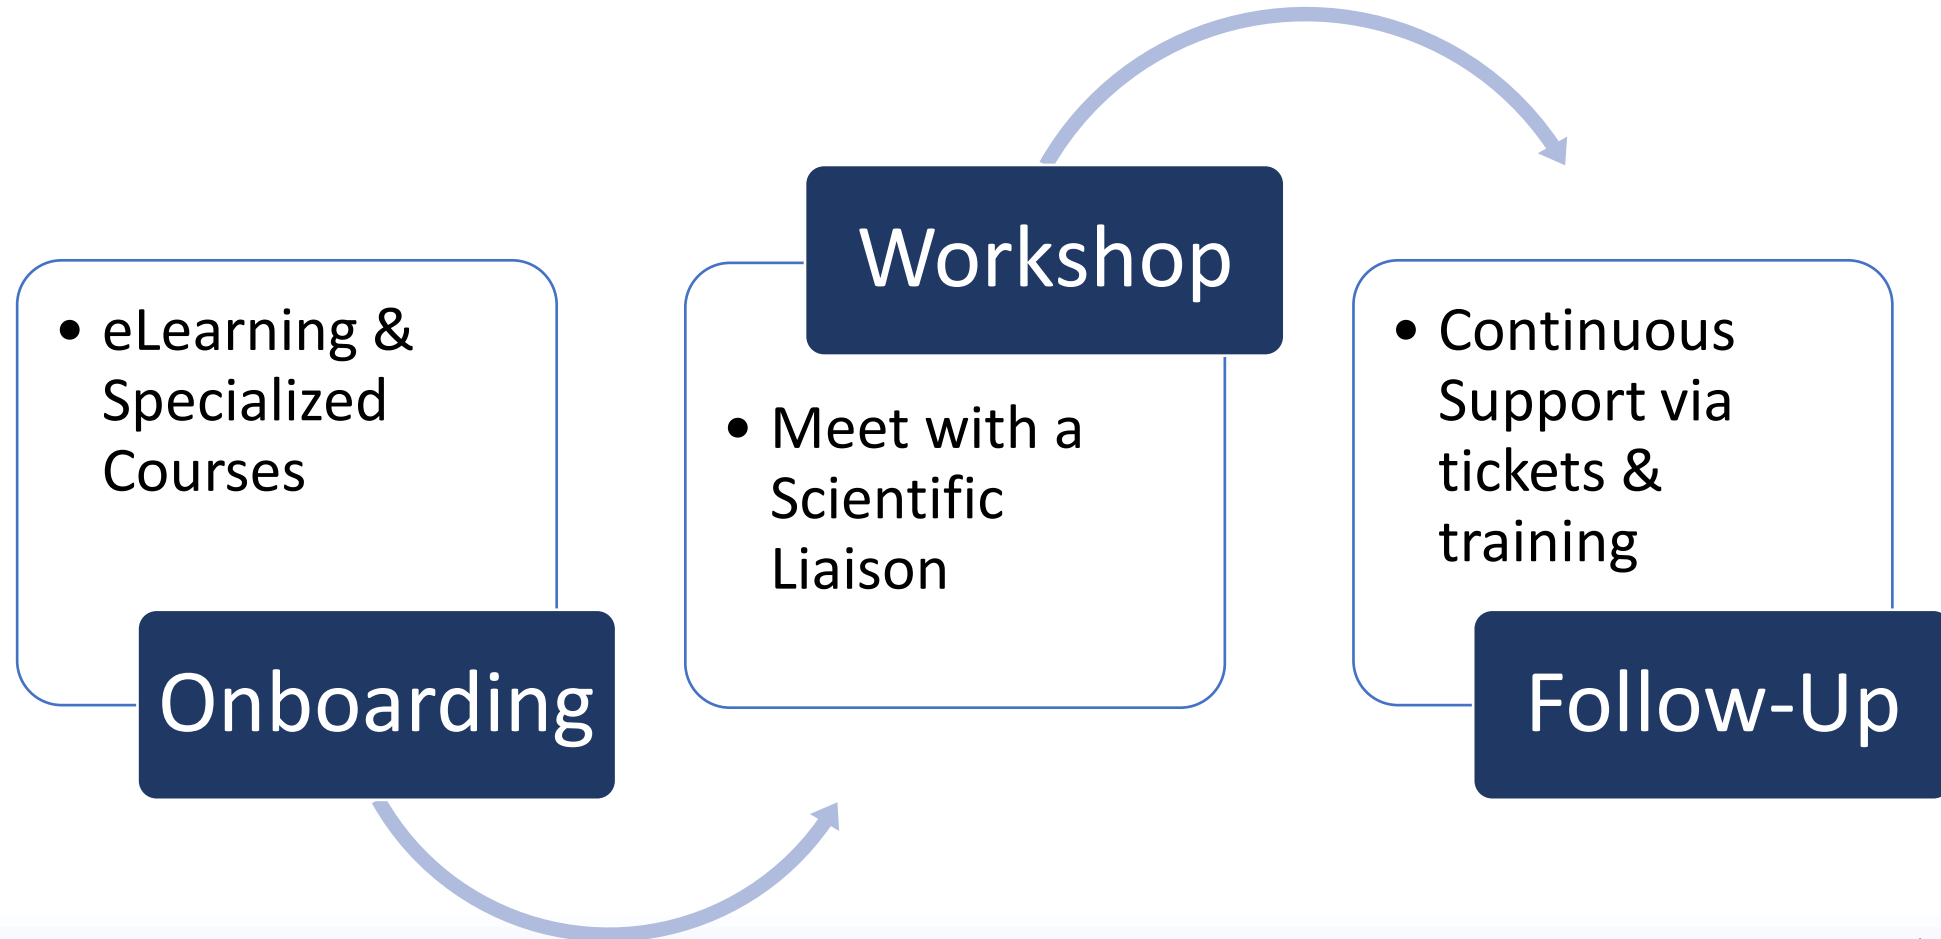 • eLearning &
Specialized
Courses
Onboarding
Workshop
• Meet with a
Scientific
Liaison
• Continuous
Support via
tickets &
training
Follow-Up